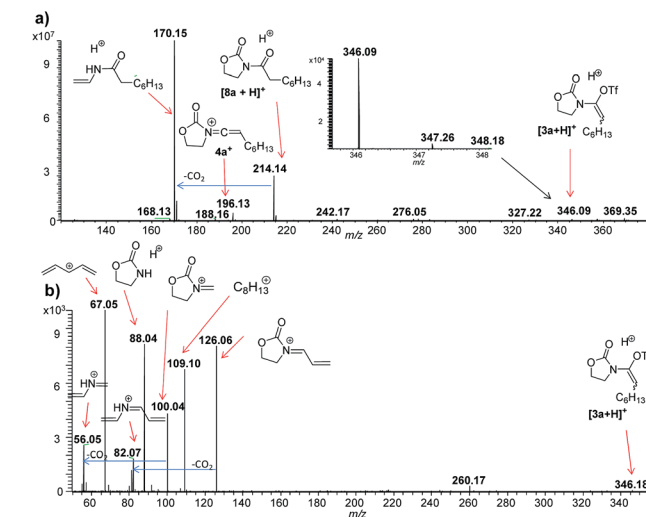 a)
x10⁷
9
6
3
0
H⊕
HN
O
C₆H₁₃
170.15
O
O
N
O
C₆H₁₃
H⊕
[8a + H]⁺
O
O
N
⊕
C₆H₁₃
4a⁺
-CO₂
214.14
168.13
188,16
196.13
242.17
276.05
327.22
346.09
369.35
x10⁴
4
2
346.09
347.26
348.18
346
347
348
m/z
H⊕
O
O
N
OTf
C₆H₁₃
[3a+H]⁺
140
160
180
200
220
240
260
280
300
320
340
360
m/z
b)
x10³
9
6
3
0
⊕
67.05
O
O
NH
H⊕
88.04
O
O
N
⊕
100.04
C₈H₁₃⊕
109.10
126.06
O
O
N
⊕
HN
⊕
56.05
HN
⊕
82.07
-CO₂
-CO₂
260.17
346.18
H⊕
O
O
N
OT
C₆H₁₃
[3a+H]⁺
60
80
100
120
140
160
180
200
220
240
260
280
300
320
340
m/z